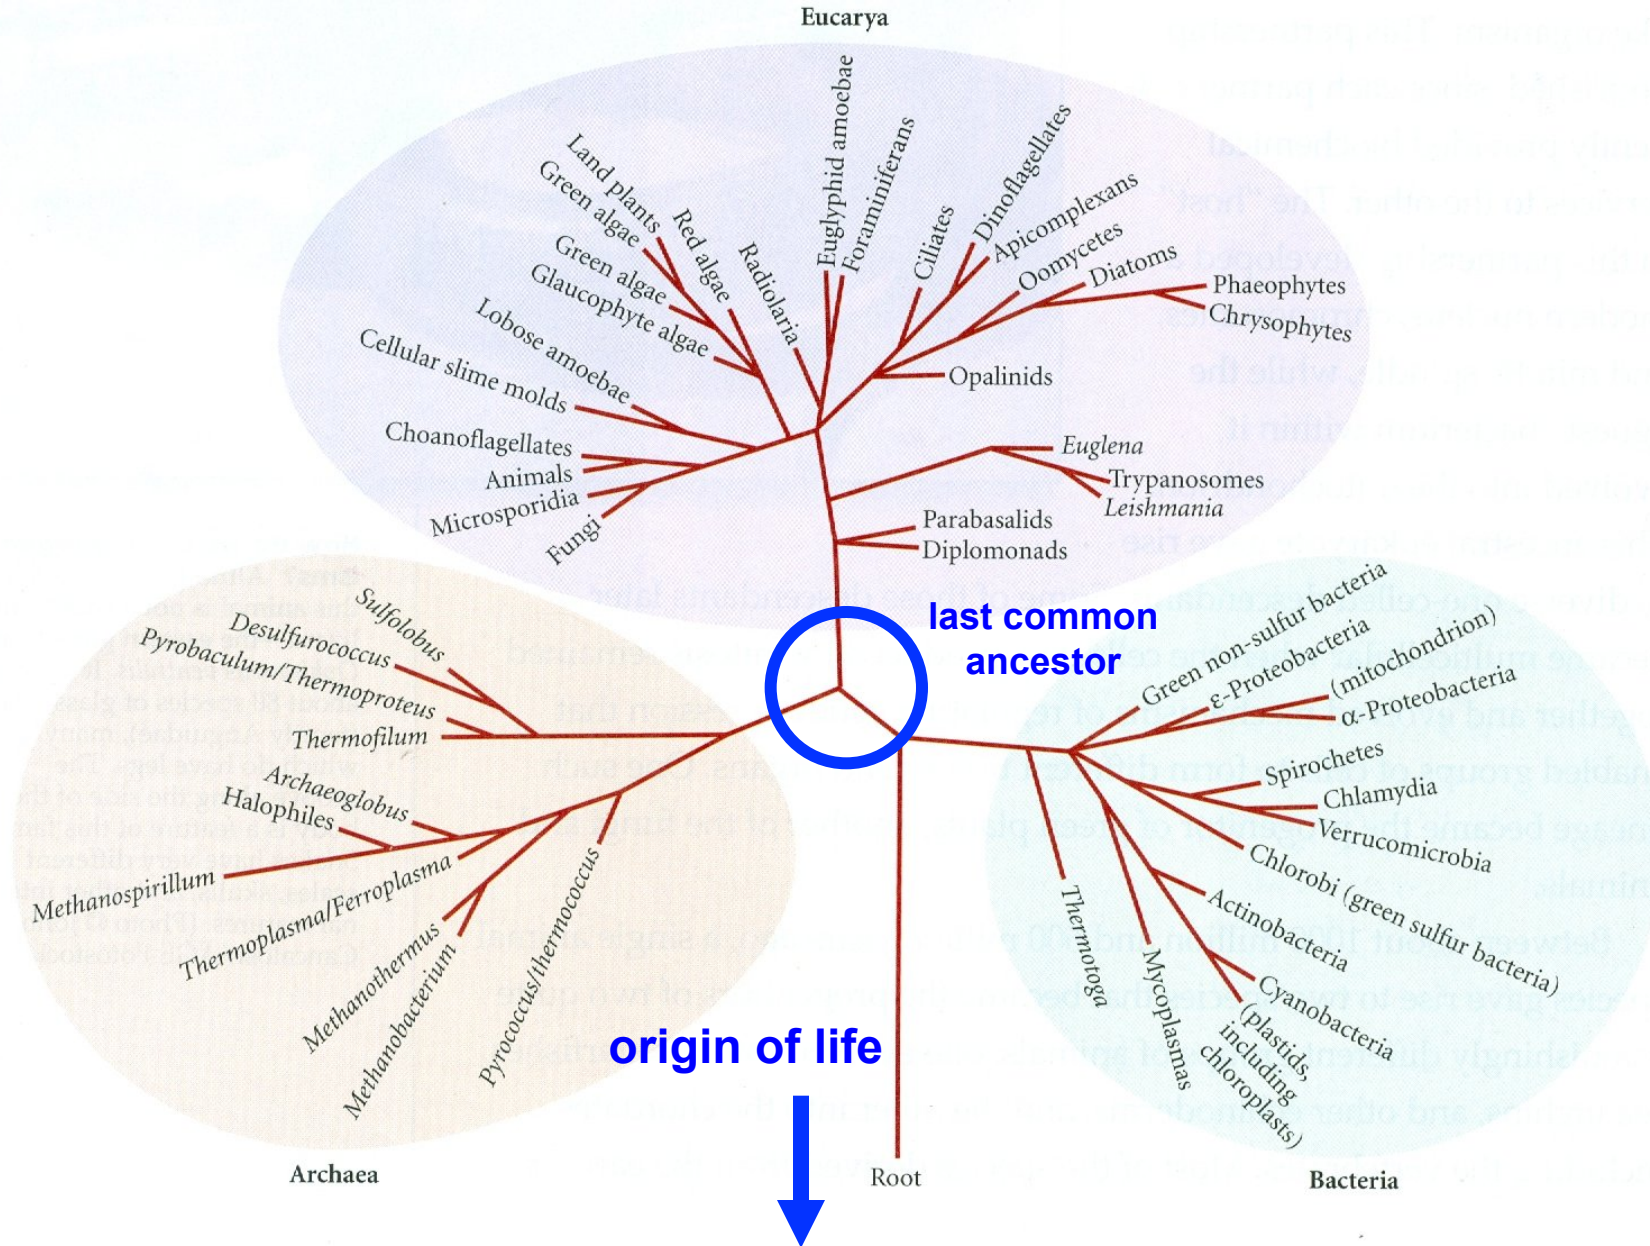 Eucarya
Land plants
Green algae
Green algae
Glaucophyte algae
Red algae
Radiolaria
Euglyphid amoebae
Foraminiferans
Ciliates
Dinoflagellates
Apicomplexans
Oomycetes
Diatoms
Phaeophytes
Chrysophytes
Opalinids
Lobose amoebae
Cellular slime molds
Choanoflagellates
Animals
Microsporidia
Fungi
Euglena
Trypanosomes
Leishmania
Parabasalids
Diplomonads
last common
ancestor
Sulfolobus
Desulfurococcus
Pyrobaculum/Thermoproteus
Thermofilum
Archaeoglobus
Halophiles
Methanospirillum
Thermoplasma/Ferroplasma
Methanothermus
Methanobacterium
Pyrococcus/thermococcus
Archaea
origin of life
Root
Green non-sulfur bacteria
ε-Proteobacteria
(mitochondrion)
α-Proteobacteria
Spirochetes
Chlamydia
Verrucomicrobia
Chlorobi (green sulfur bacteria)
Actinobacteria
Cyanobacteria
(plastids,
including
chloroplasts)
Mycoplasmas
Thermotoga
Bacteria